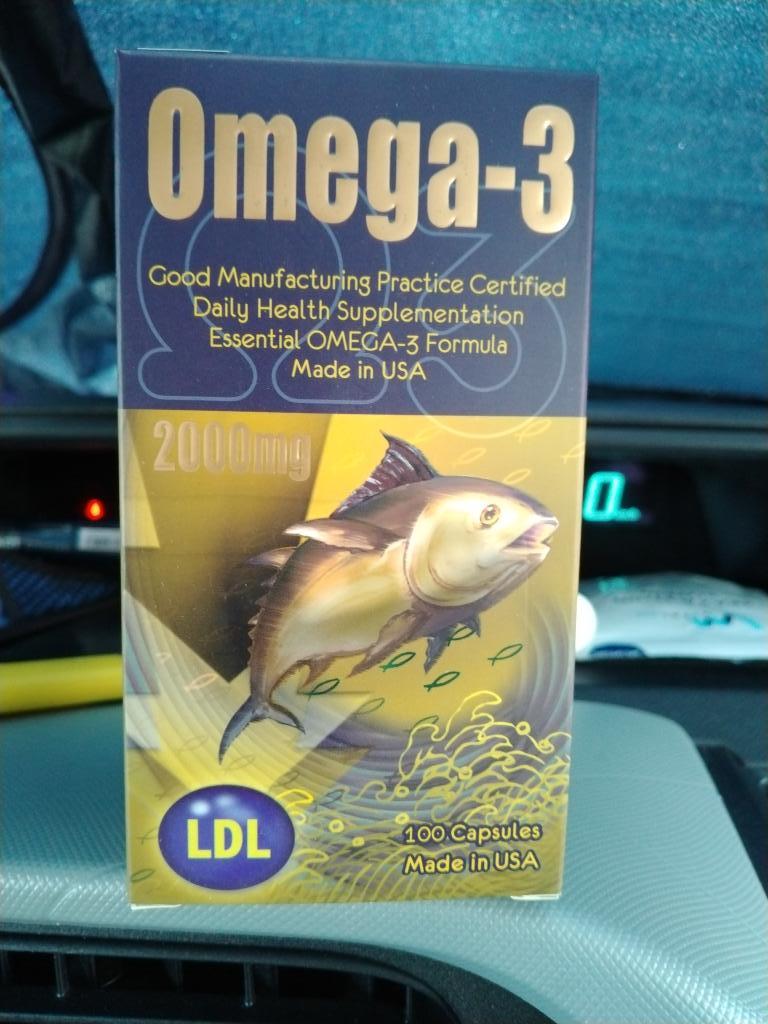 Omega-3
Good Manufacturing Practice Certified
Daily Health Supplementation
Essential OMEGA-3 Formula
Made in USA
2000mg
0
LDL
100 Capsules
Made in USA